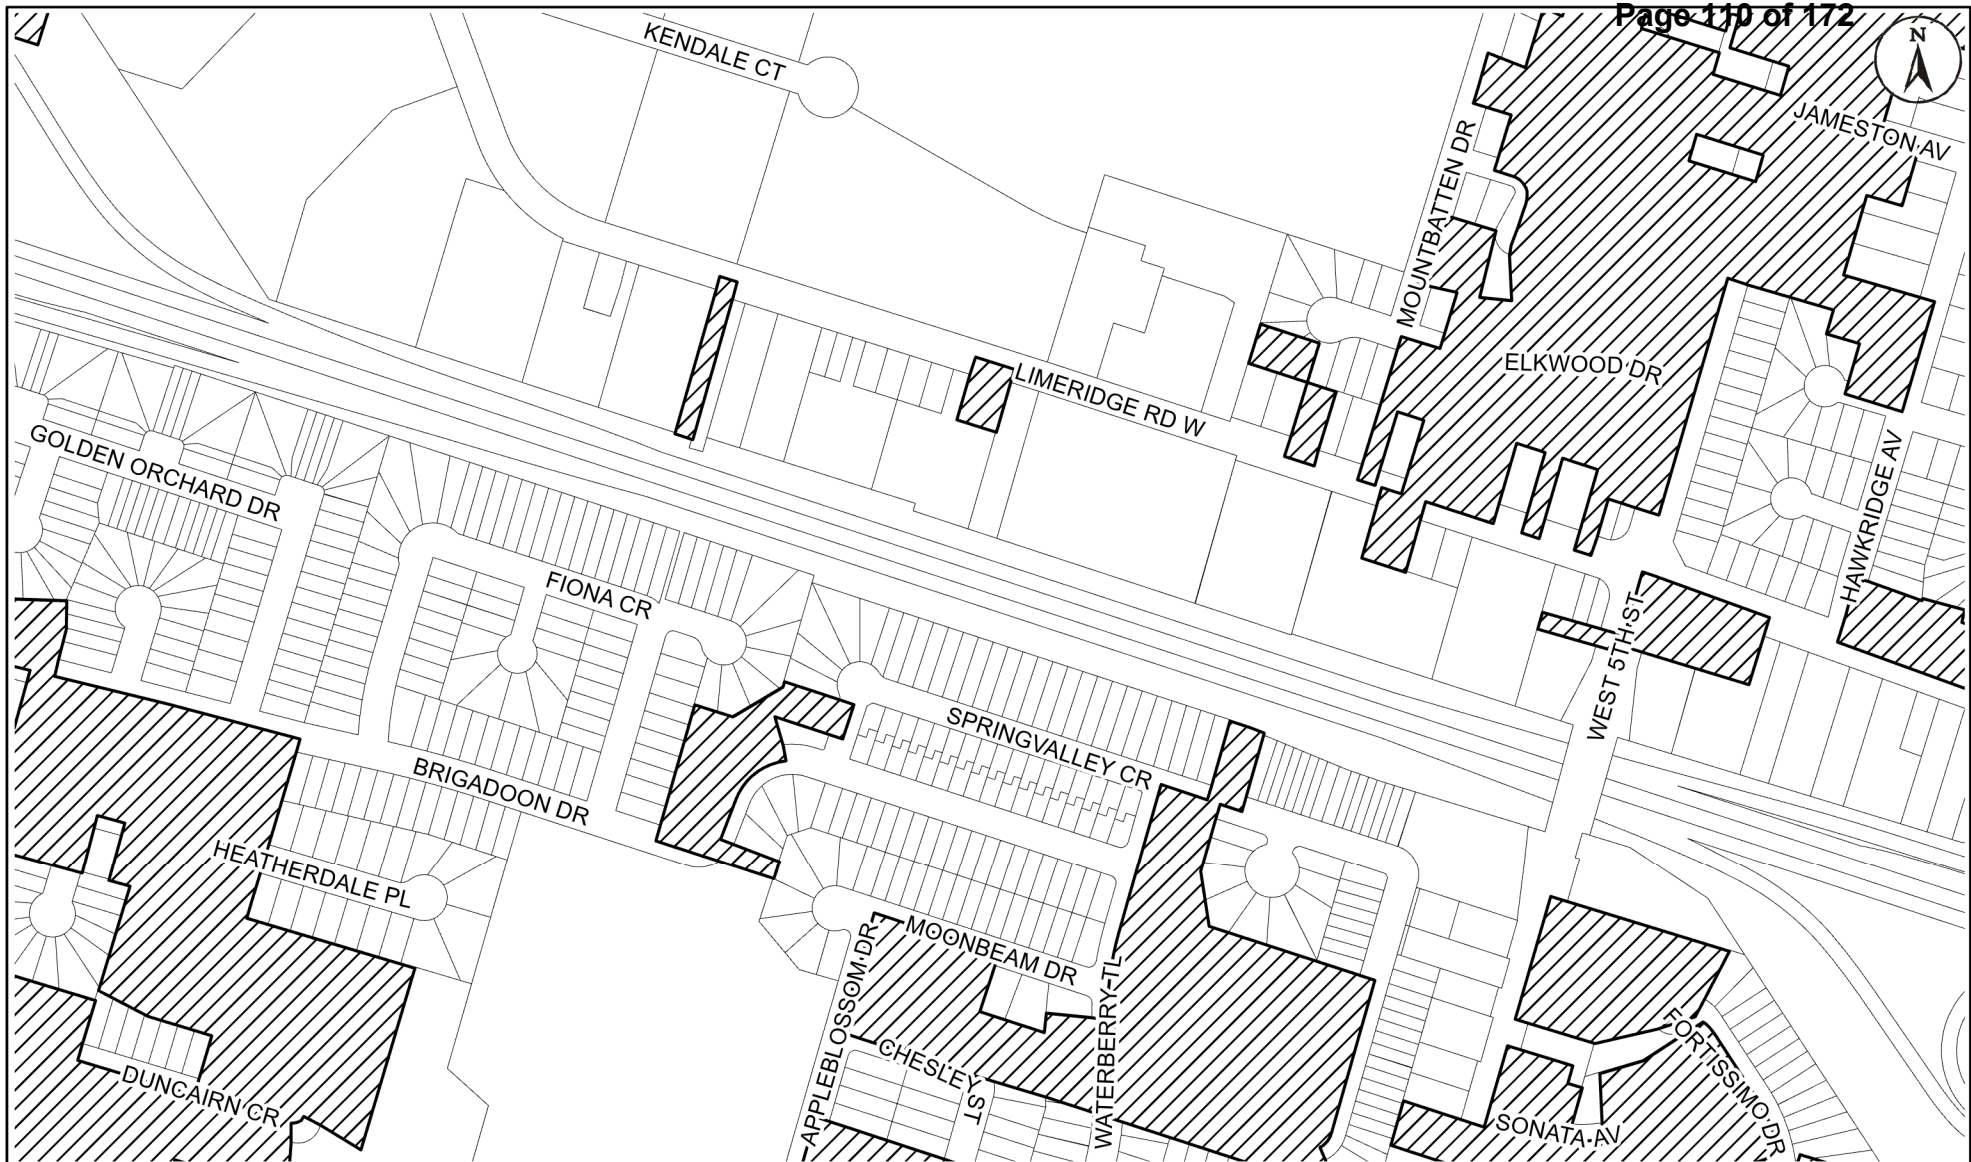 Page 110 of 172
N
KENDALE CT
JAMESTON AV
MOUNTBATTEN DR
ELKWOOD DR
LIMERIDGE RD W
GOLDEN ORCHARD DR
HAWKRIDGE AV
FIONA CR
WEST 5TH ST
SPRINGVALLEY CR
BRIGADOON DR
HEATHERDALE PL
MOONBEAM DR
APPLEBLOSSOM DR
WATERBERRY TL
CHESLEY ST
FORTISSIMO DR
DUNCAIRN CR
SONATA AV